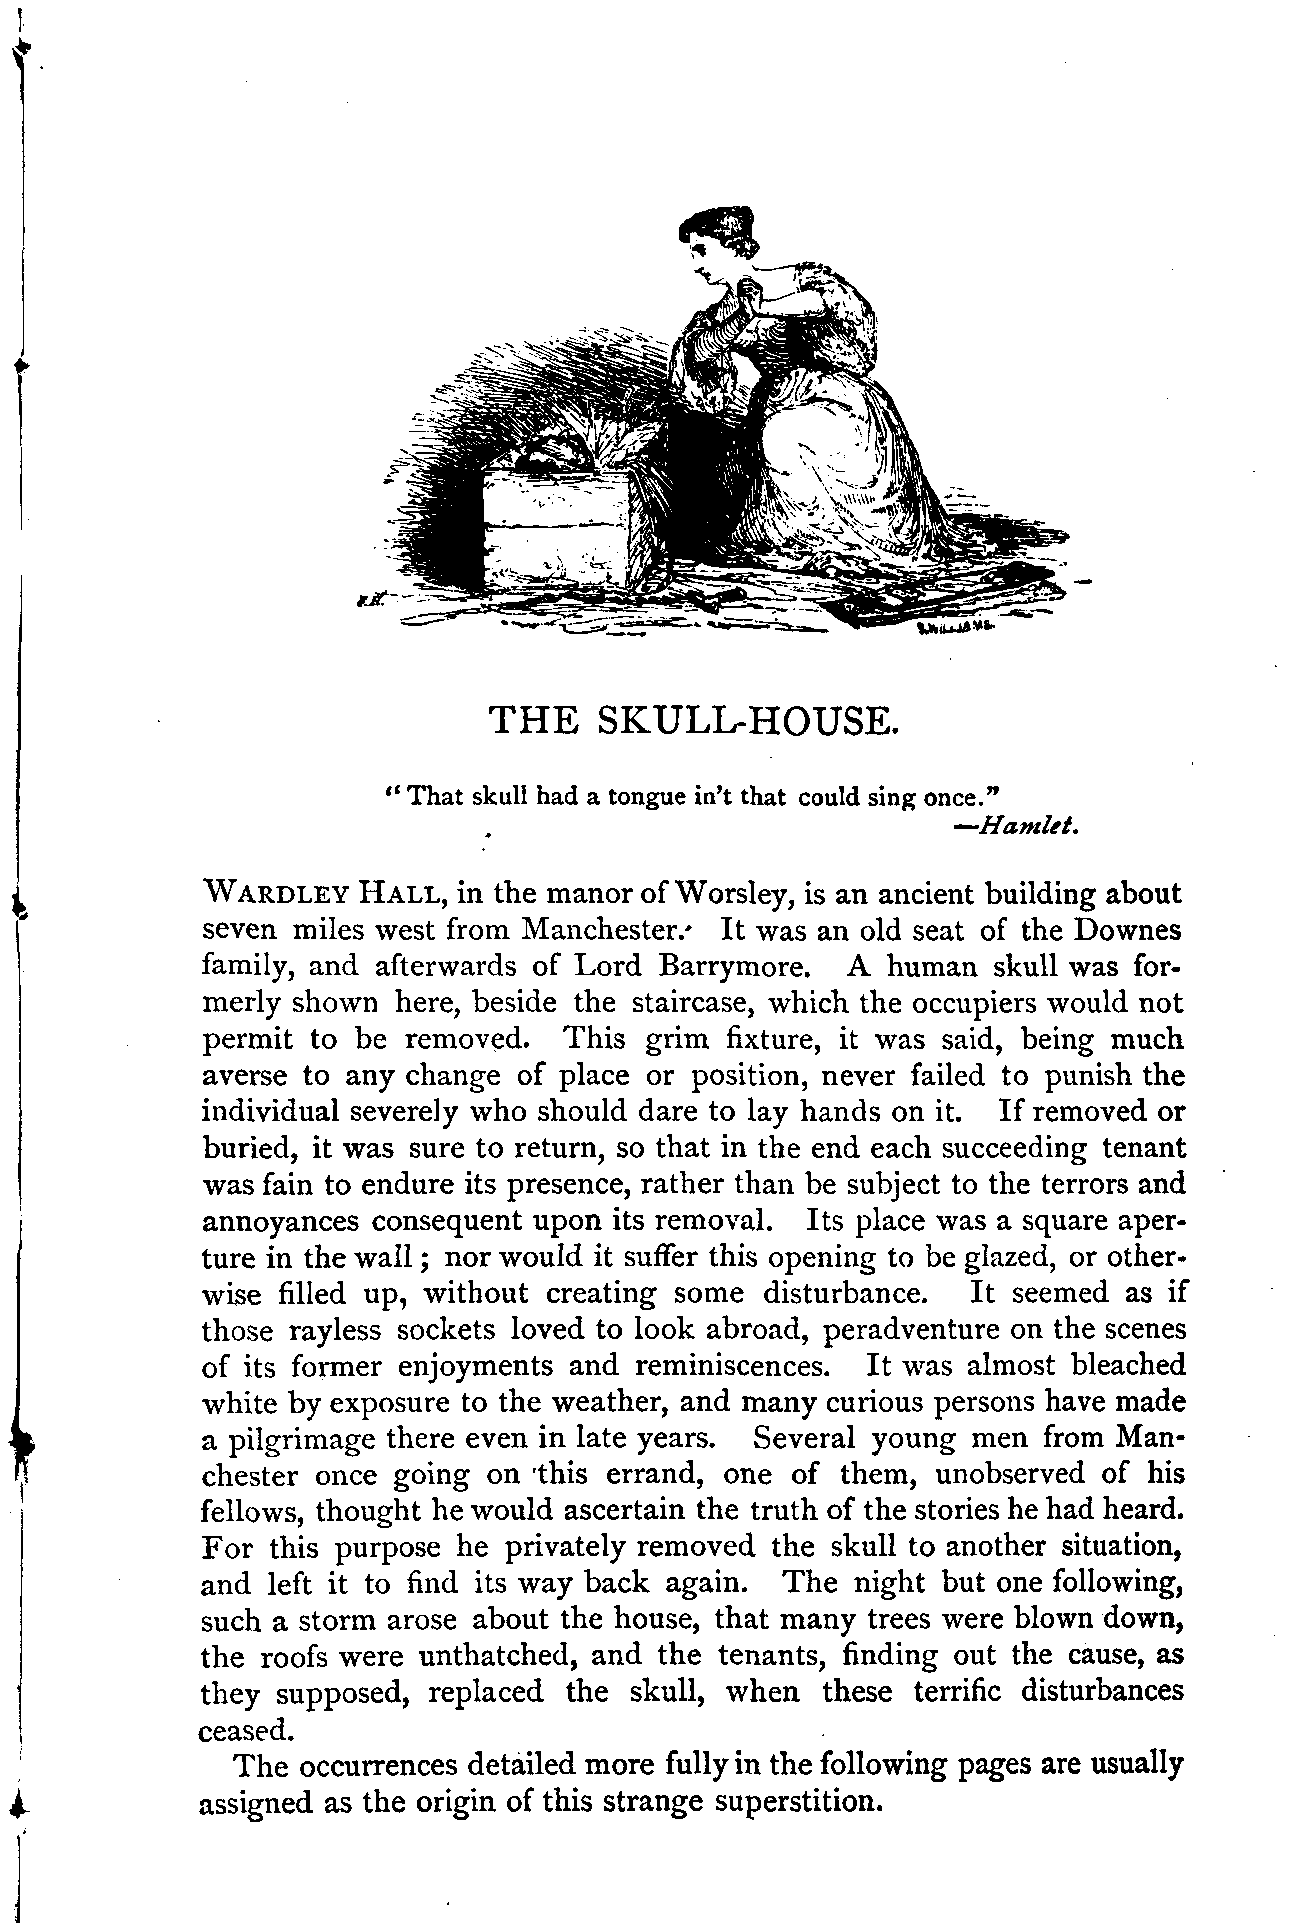 THE SKULL-HOUSE.
“That skull had a tongue in’t that could sing once.”
—Hamlet.
WARDLEY HALL, in the manor of Worsley, is an ancient building about
seven miles west from Manchester. It was an old seat of the Downes
family, and afterwards of Lord Barrymore. A human skull was for-
merly shown here, beside the staircase, which the occupiers would not
permit to be removed. This grim fixture, it was said, being much
averse to any change of place or position, never failed to punish the
individual severely who should dare to lay hands on it. If removed or
buried, it was sure to return, so that in the end each succeeding tenant
was fain to endure its presence, rather than be subject to the terrors and
annoyances consequent upon its removal. Its place was a square aper-
ture in the wall; nor would it suffer this opening to be glazed, or other-
wise filled up, without creating some disturbance. It seemed as if
those rayless sockets loved to look abroad, peradventure on the scenes
of its former enjoyments and reminiscences. It was almost bleached
white by exposure to the weather, and many curious persons have made
a pilgrimage there even in late years. Several young men from Man-
chester once going on this errand, one of them, unobserved of his
fellows, thought he would ascertain the truth of the stories he had heard.
For this purpose he privately removed the skull to another situation,
and left it to find its way back again. The night but one following,
such a storm arose about the house, that many trees were blown down,
the roofs were unthatched, and the tenants, finding out the cause, as
they supposed, replaced the skull, when these terrific disturbances
ceased.
The occurrences detailed more fully in the following pages are usually
assigned as the origin of this strange superstition.